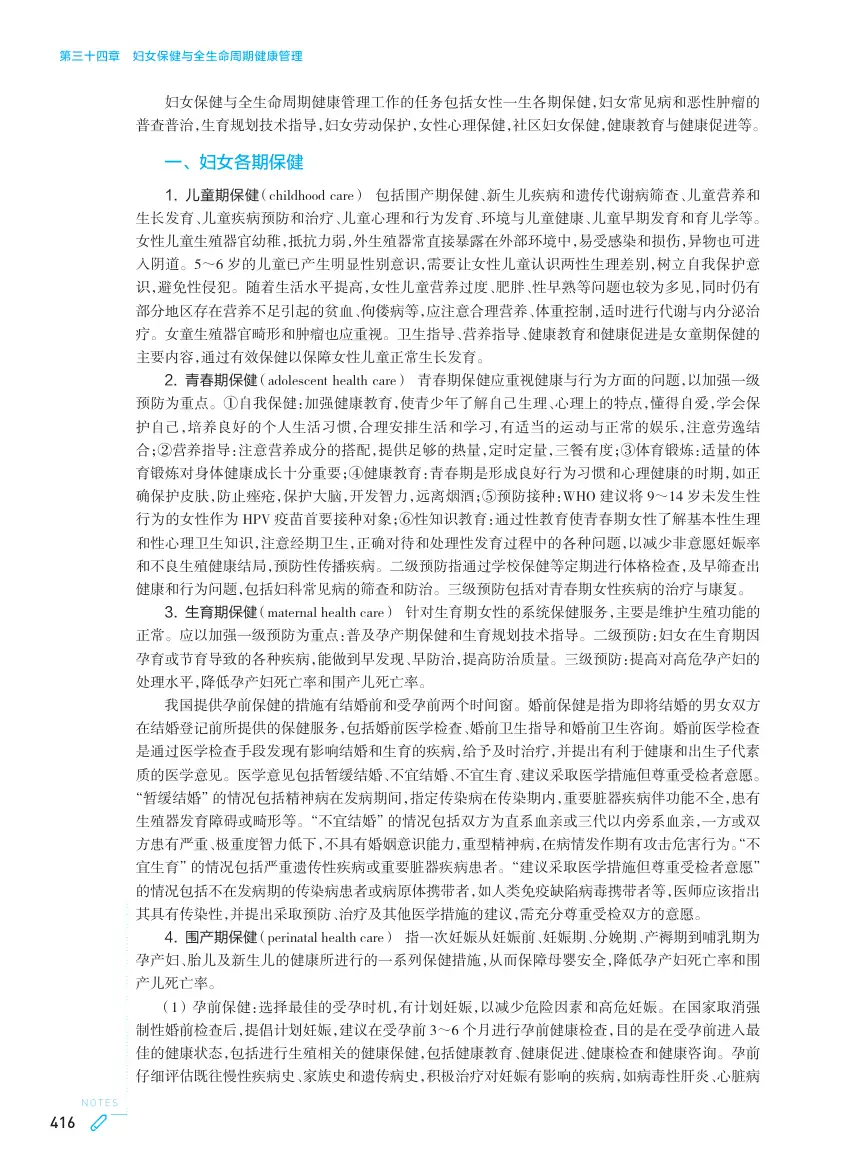 第三十四章 妇女保健与全生命周期健康管理
妇女保健与全生命周期健康管理工作的任务包括女性一生各期保健,妇女常见病和恶性肿瘤的
普查普治,生育规划技术指导,妇女劳动保护,女性心理保健,社区妇女保健,健康教育与健康促进等。
一、妇女各期保健
1. 儿童期保健(childhood care) 包括围产期保健、新生儿疾病和遗传代谢病筛查、儿童营养和
生长发育、儿童疾病预防和治疗、儿童心理和行为发育、环境与儿童健康、儿童早期发育和育儿学等。
女性儿童生殖器官幼稚,抵抗力弱,外生殖器常直接暴露在外部环境中,易受感染和损伤,异物也可进
入阴道。5～6 岁的儿童已产生明显性别意识,需要让女性儿童认识两性生理差别,树立自我保护意
识,避免性侵犯。随着生活水平提高,女性儿童营养过度、肥胖、性早熟等问题也较为多见,同时仍有
部分地区存在营养不足引起的贫血、佝偻病等,应注意合理营养、体重控制,适时进行代谢与内分泌治
疗。女童生殖器官畸形和肿瘤也应重视。卫生指导、营养指导、健康教育和健康促进是女童期保健的
主要内容,通过有效保健以保障女性儿童正常生长发育。
2. 青春期保健(adolescent health care) 青春期保健应重视健康与行为方面的问题,以加强一级
预防为重点。①自我保健:加强健康教育,使青少年了解自己生理、心理上的特点,懂得自爱,学会保
护自己,培养良好的个人生活习惯,合理安排生活和学习,有适当的运动与正常的娱乐,注意劳逸结
合;②营养指导:注意营养成分的搭配,提供足够的热量,定时定量,三餐有度;③体育锻炼:适量的体
育锻炼对身体健康成长十分重要;④健康教育:青春期是形成良好行为习惯和心理健康的时期,如正
确保护皮肤,防止痤疮,保护大脑,开发智力,远离烟酒;⑤预防接种:WHO 建议将 9～14 岁未发生性
行为的女性作为 HPV 疫苗首要接种对象;⑥性知识教育:通过性教育使青春期女性了解基本性生理
和性心理卫生知识,注意经期卫生,正确对待和处理性发育过程中的各种问题,以减少非意愿妊娠率
和不良生殖健康结局,预防性传播疾病。二级预防指通过学校保健等定期进行体格检查,及早筛查出
健康和行为问题,包括妇科常见病的筛查和防治。三级预防包括对青春期女性疾病的治疗与康复。
3. 生育期保健(maternal health care) 针对生育期女性的系统保健服务,主要是维护生殖功能的
正常。应以加强一级预防为重点:普及孕产期保健和生育规划技术指导。二级预防:妇女在生育期因
孕育或节育导致的各种疾病,能做到早发现、早防治,提高防治质量。三级预防:提高对高危孕产妇的
处理水平,降低孕产妇死亡率和围产儿死亡率。
我国提供孕前保健的措施有结婚前和受孕前两个时间窗。婚前保健是指为即将结婚的男女双方
在结婚登记前所提供的保健服务,包括婚前医学检查、婚前卫生指导和婚前卫生咨询。婚前医学检查
是通过医学检查手段发现有影响结婚和生育的疾病,给予及时治疗,并提出有利于健康和出生子代素
质的医学意见。医学意见包括暂缓结婚、不宜结婚、不宜生育、建议采取医学措施但尊重受检者意愿。
“暂缓结婚”的情况包括精神病在发病期间,指定传染病在传染期内,重要脏器疾病伴功能不全,患有
生殖器发育障碍或畸形等。“不宜结婚”的情况包括双方为直系血亲或三代以内旁系血亲,一方或双
方患有严重、极重度智力低下,不具有婚姻意识能力,重型精神病,在病情发作期有攻击危害行为。“不
宜生育”的情况包括严重遗传性疾病或重要脏器疾病患者。“建议采取医学措施但尊重受检者意愿”
的情况包括不在发病期的传染病患者或病原体携带者,如人类免疫缺陷病毒携带者等,医师应该指出
其具有传染性,并提出采取预防、治疗及其他医学措施的建议,需充分尊重受检双方的意愿。
4. 围产期保健(perinatal health care) 指一次妊娠从妊娠前、妊娠期、分娩期、产褥期到哺乳期为
孕产妇、胎儿及新生儿的健康所进行的一系列保健措施,从而保障母婴安全,降低孕产妇死亡率和围
产儿死亡率。
(1)孕前保健:选择最佳的受孕时机,有计划妊娠,以减少危险因素和高危妊娠。在国家取消强
制性婚前检查后,提倡计划妊娠,建议在受孕前 3～6 个月进行孕前健康检查,目的是在受孕前进入最
佳的健康状态,包括进行生殖相关的健康保健,包括健康教育、健康促进、健康检查和健康咨询。孕前
仔细评估既往慢性疾病史、家族史和遗传病史,积极治疗对妊娠有影响的疾病,如病毒性肝炎、心脏病
NOTES
416